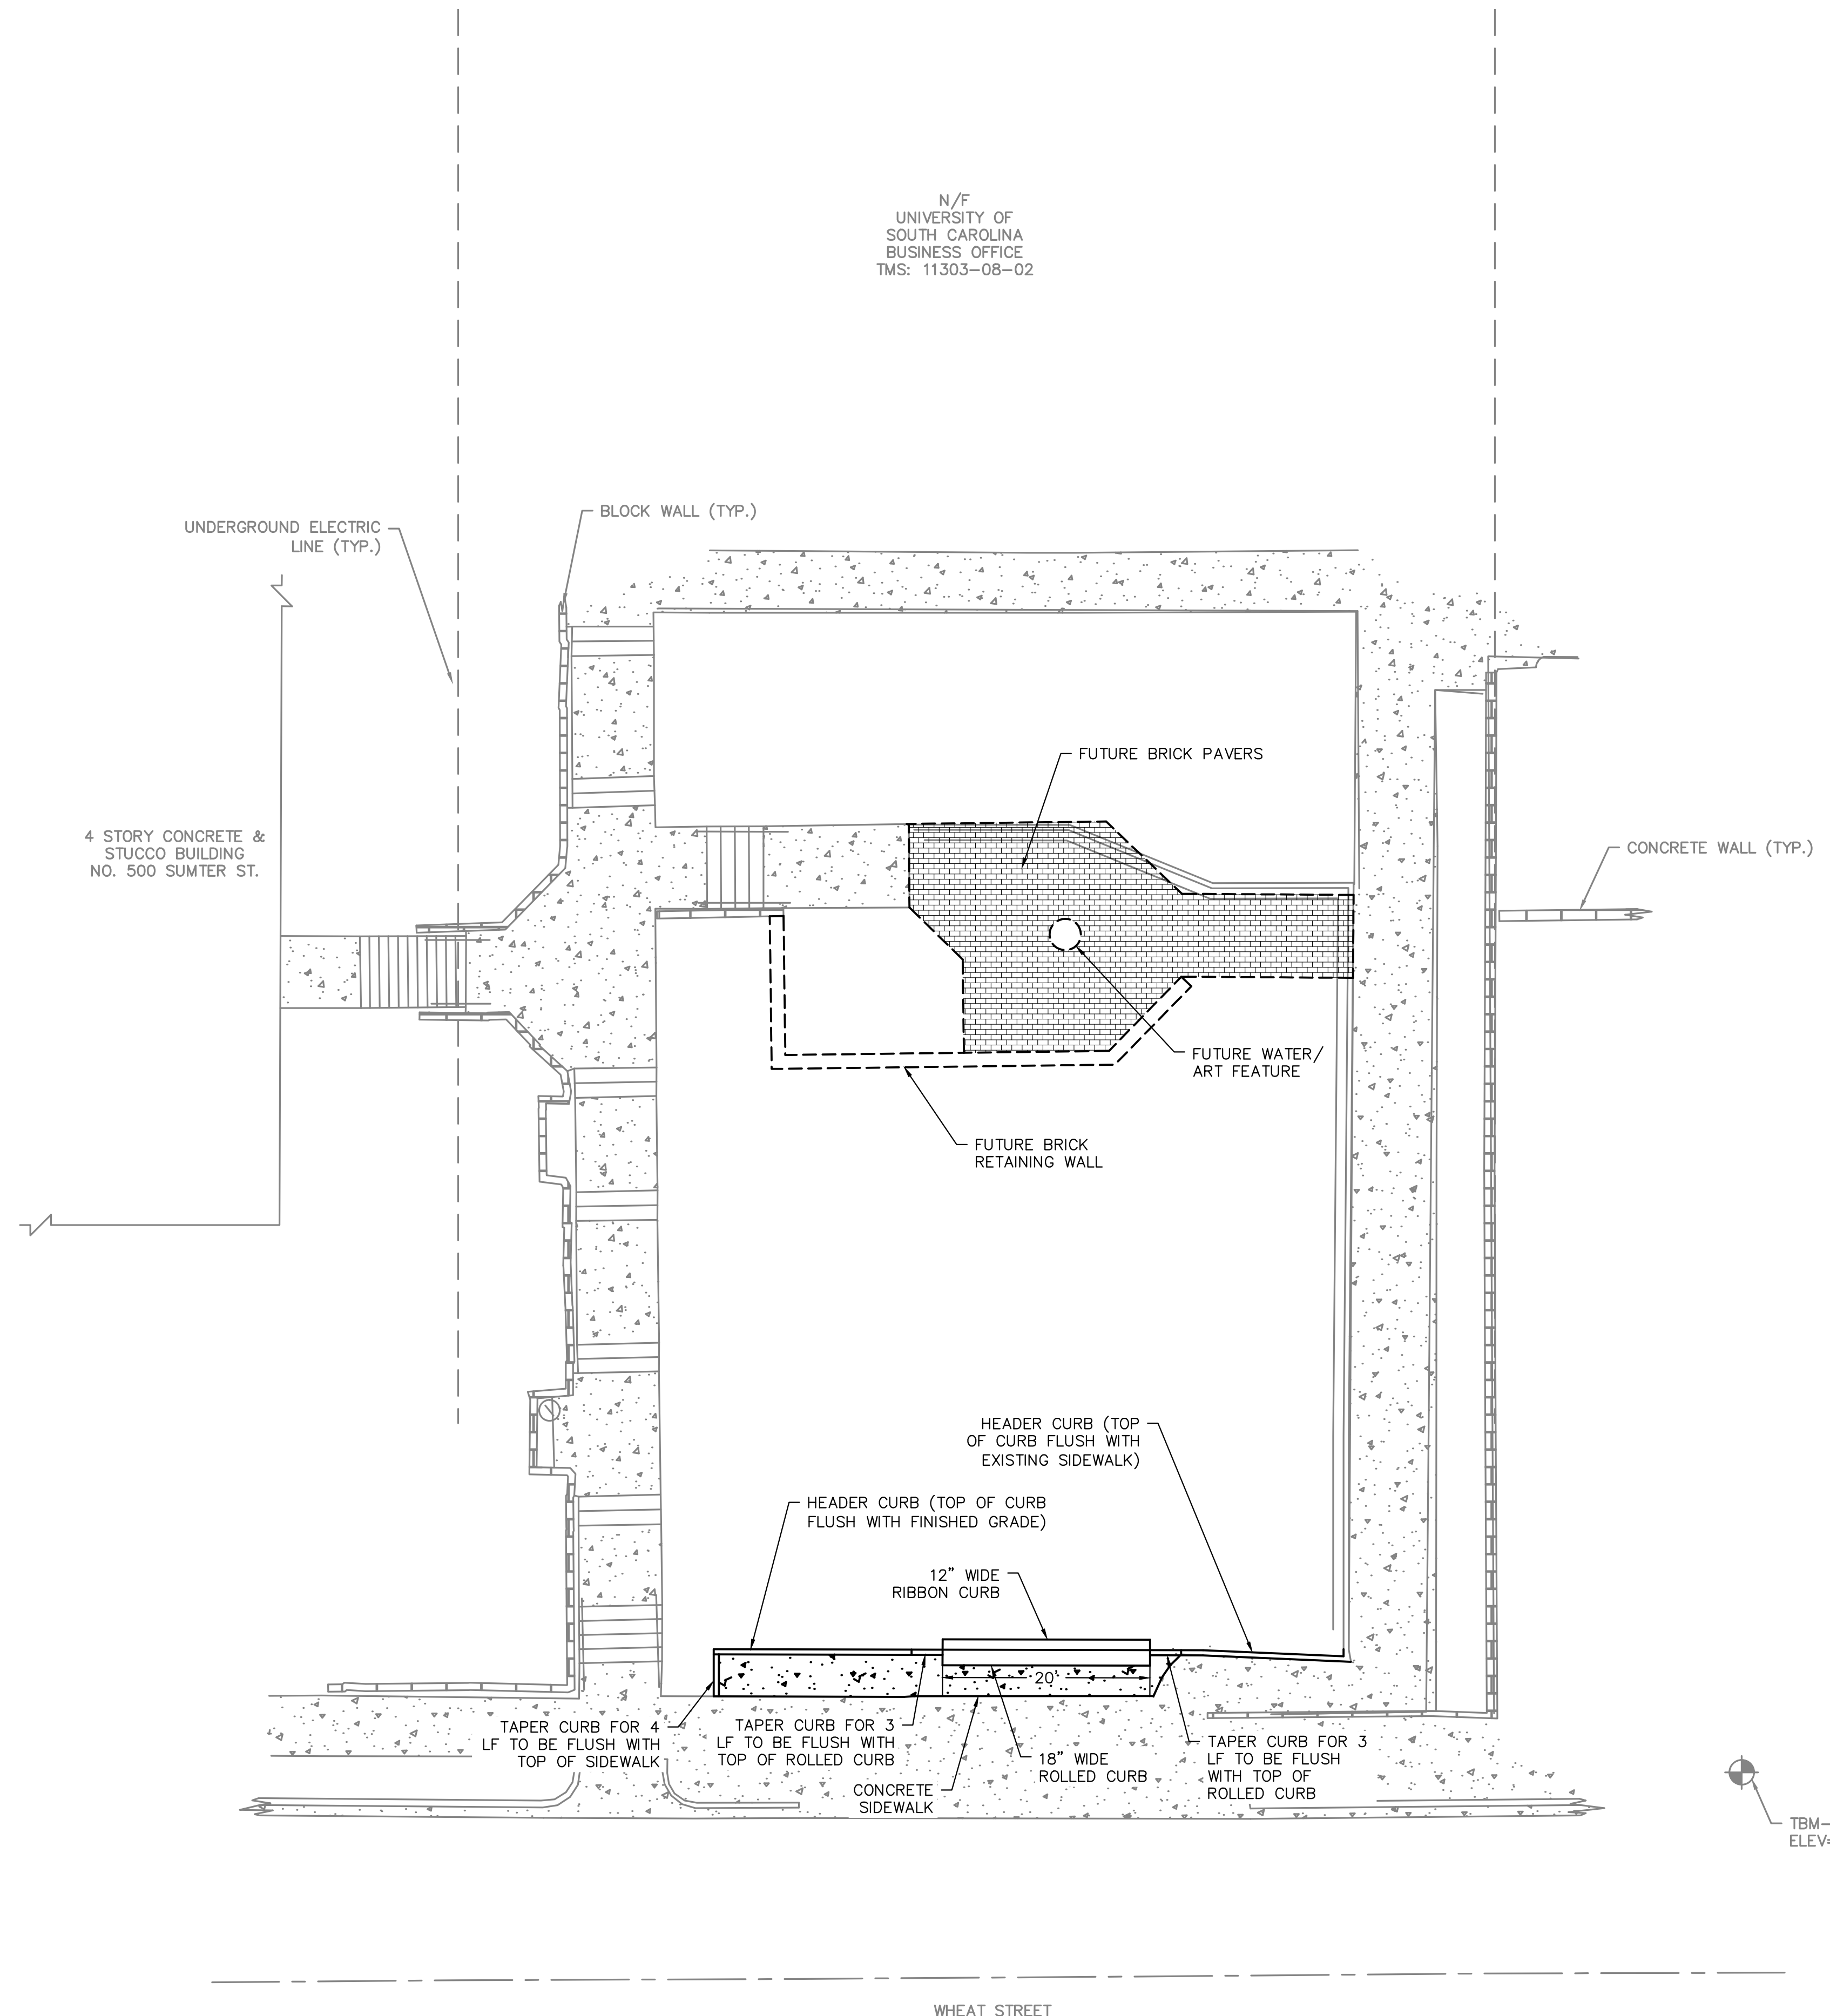 N/F
UNIVERSITY OF
SOUTH CAROLINA
BUSINESS OFFICE
TMS: 11303-08-02
BLOCK WALL (TYP.)
UNDERGROUND ELECTRIC
LINE (TYP.)
FUTURE BRICK PAVERS
4 STORY CONCRETE &
STUCCO BUILDING
NO. 500 SUMTER ST.
CONCRETE WALL (TYP.)
FUTURE WATER/
ART FEATURE
FUTURE BRICK
RETAINING WALL
HEADER CURB (TOP
OF CURB FLUSH WITH
EXISTING SIDEWALK)
HEADER CURB (TOP OF CURB
FLUSH WITH FINISHED GRADE)
12" WIDE
RIBBON CURB
20'
TAPER CURB FOR 4
LF TO BE FLUSH WITH
TOP OF SIDEWALK
TAPER CURB FOR 3
LF TO BE FLUSH WITH
TOP OF ROLLED CURB
CONCRETE
SIDEWALK
18" WIDE
ROLLED CURB
TAPER CURB FOR 3
LF TO BE FLUSH
WITH TOP OF
ROLLED CURB
TBM-
ELEV=
WHEAT STREET